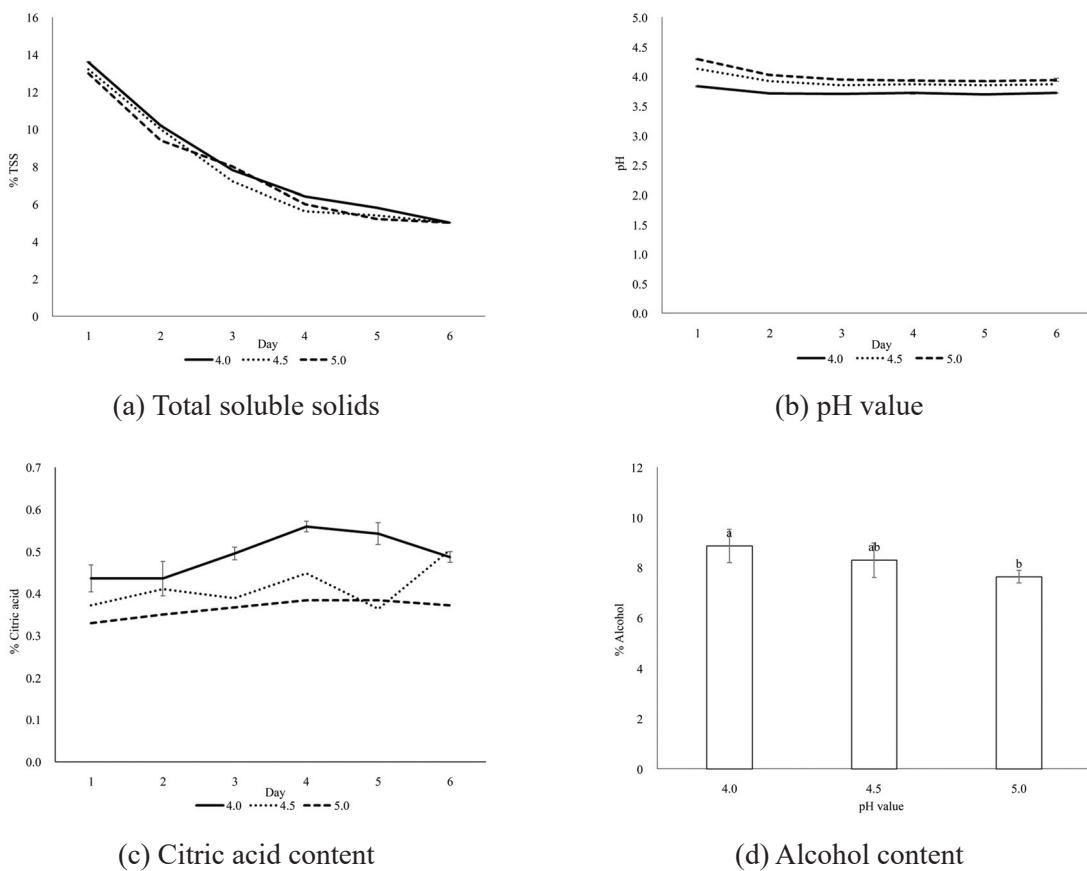 16
14
12
10
8
6
4
2
0
% TSS
1 2 3 4 5 6
Day
4.0 4.5 5.0
(a) Total soluble solids
5.0
4.5
4.0
3.5
3.0
2.5
2.0
1.5
1.0
0.5
0.0
pH
1 2 3 4 5 6
Day
4.0 4.5 5.0
(b) pH value
0.7
0.6
0.5
0.4
0.3
0.2
0.1
0.0
% Citric acid
1 2 3 4 5 6
Day
4.0 4.5 5.0
(c) Citric acid content
12
10
8
6
4
2
0
% Alcohol
a ab b
4.0 4.5 5.0
pH value
(d) Alcohol content